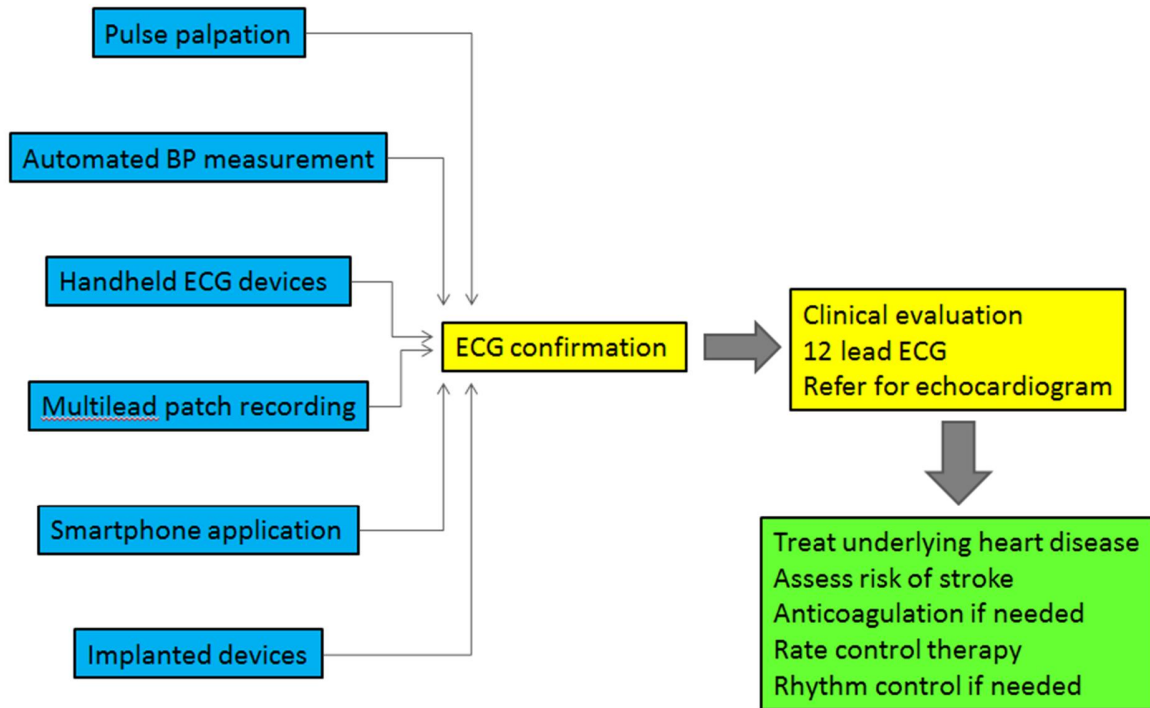 Pulse palpation
Automated BP measurement
Handheld ECG devices
Multilead patch recording
Smartphone application
Implanted devices
ECG confirmation
Clinical evaluation
12 lead ECG
Refer for echocardiogram
Treat underlying heart disease
Assess risk of stroke
Anticoagulation if needed
Rate control therapy
Rhythm control if needed